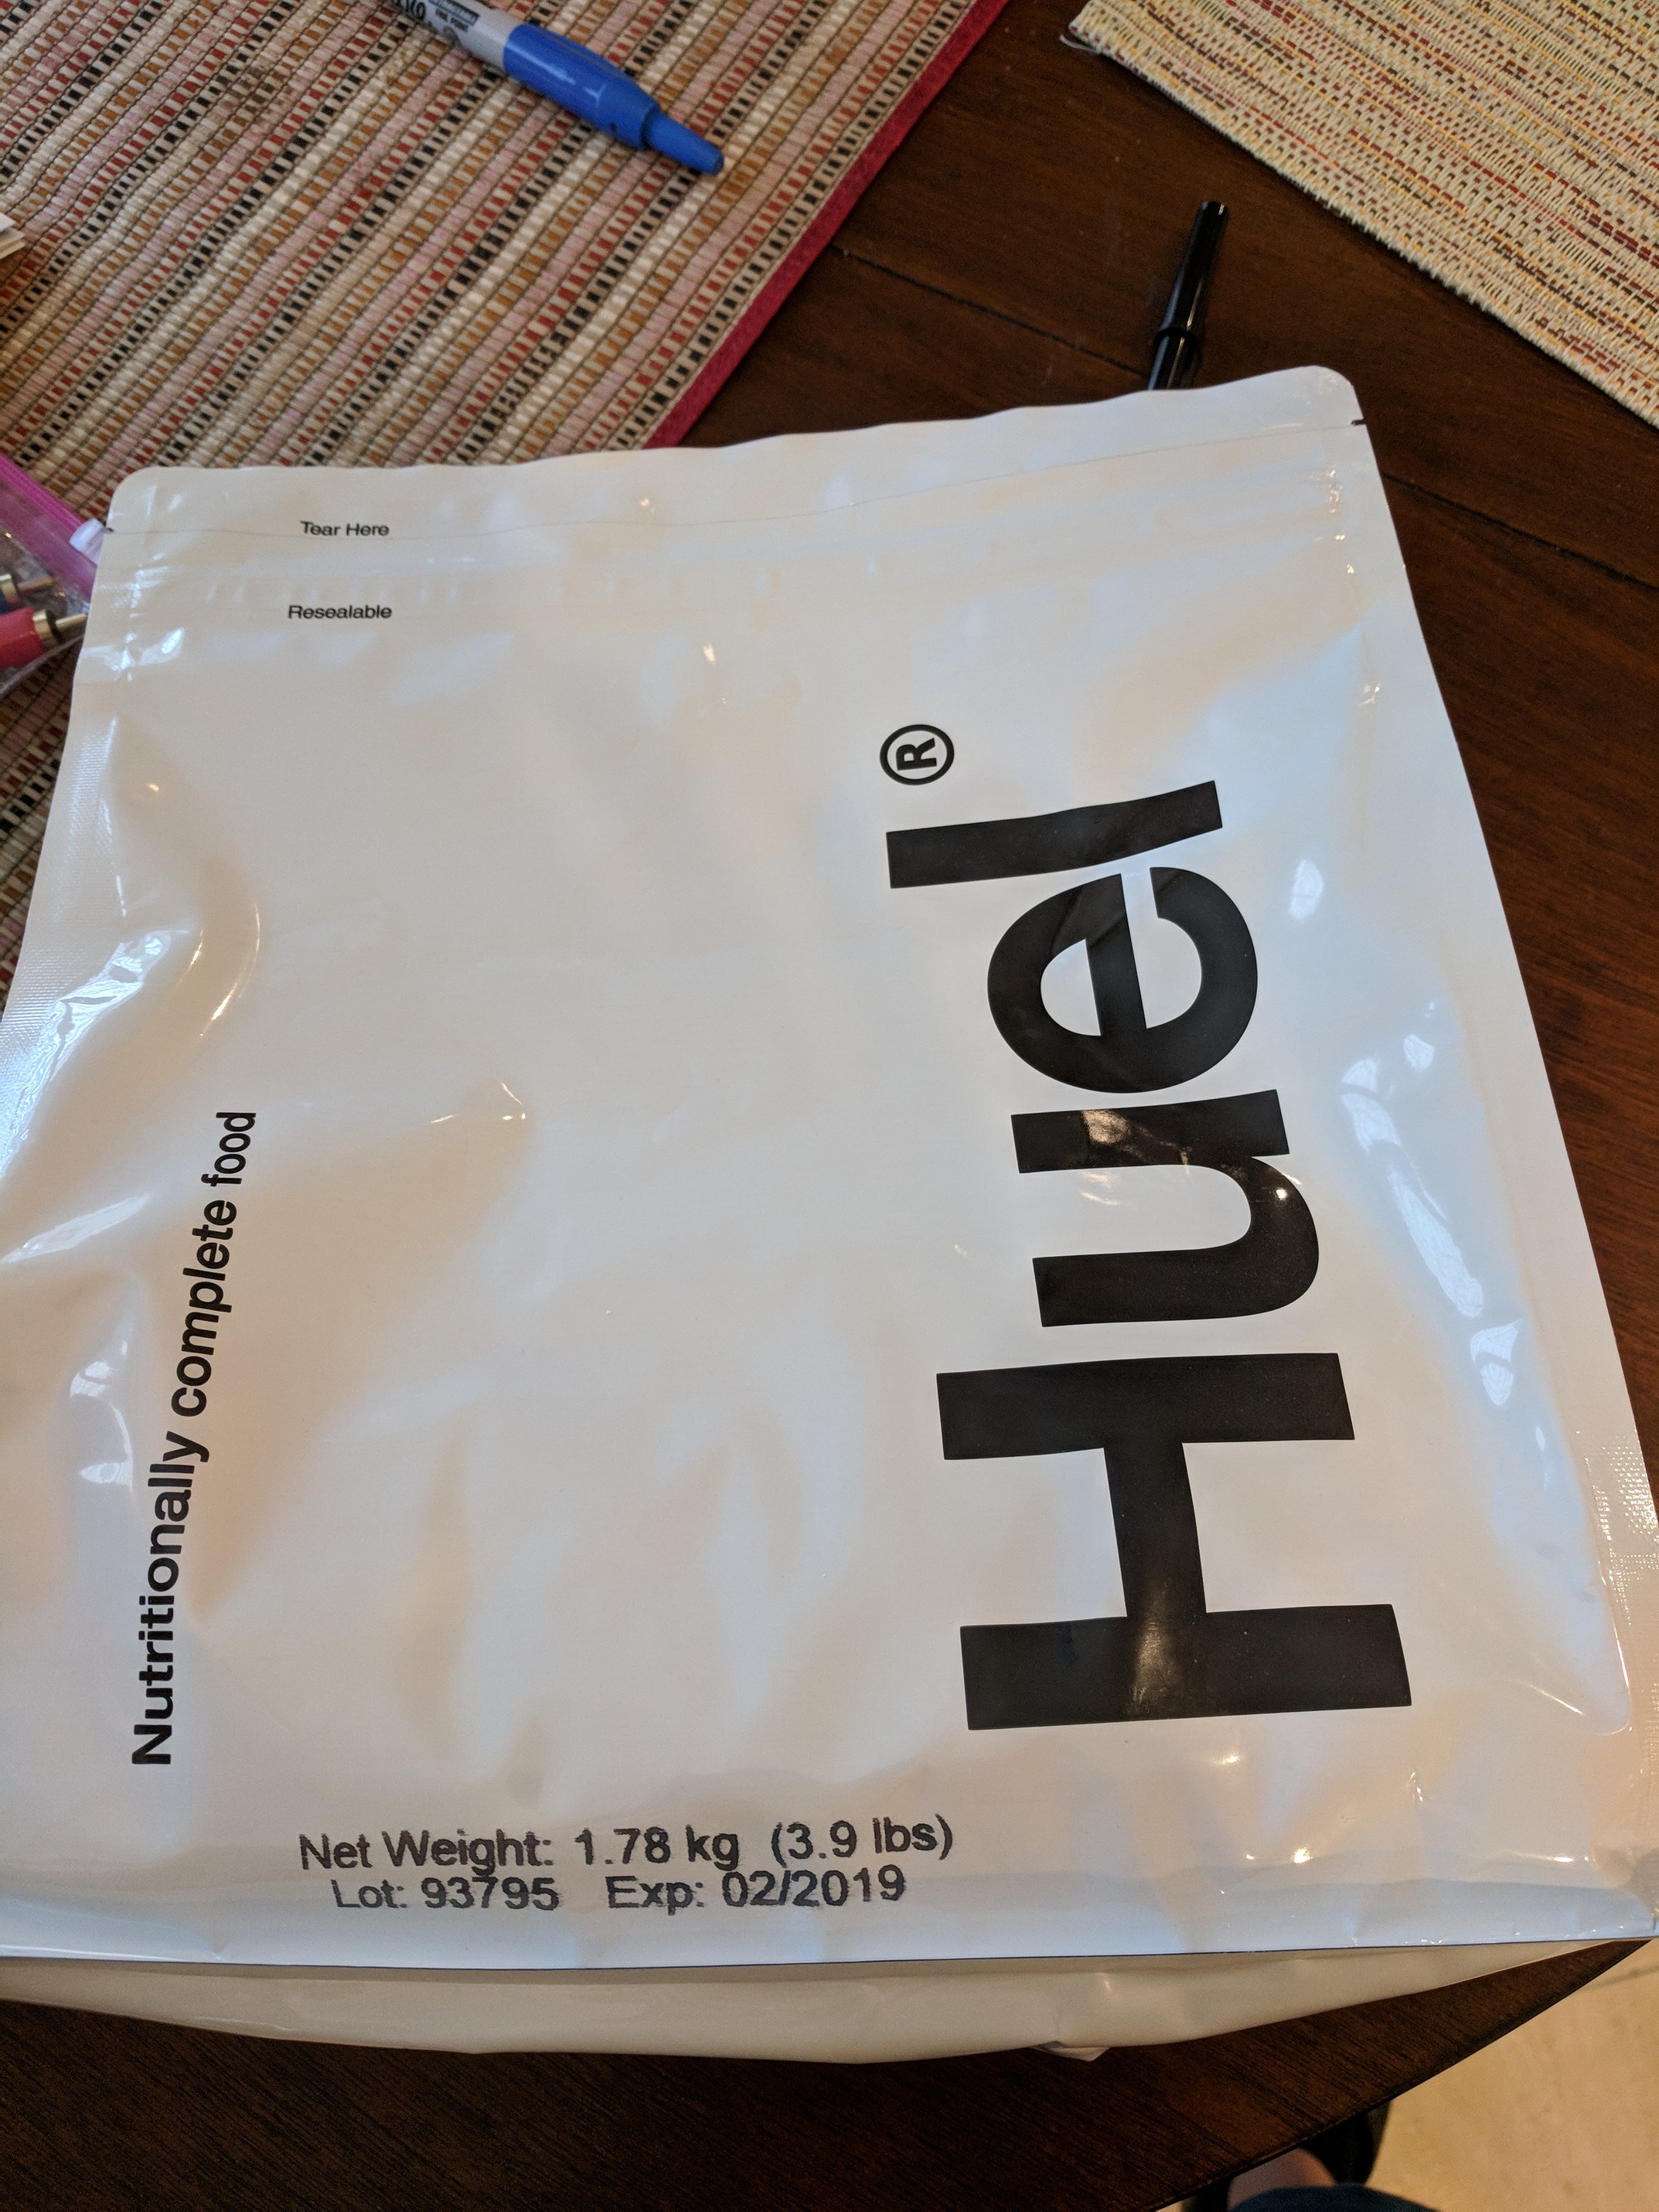 Tear Here
Resealable
Huel®
Nutritionally complete food
Net Weight: 1.78 kg (3.9 lbs)
Lot: 93795 Exp: 02/2019